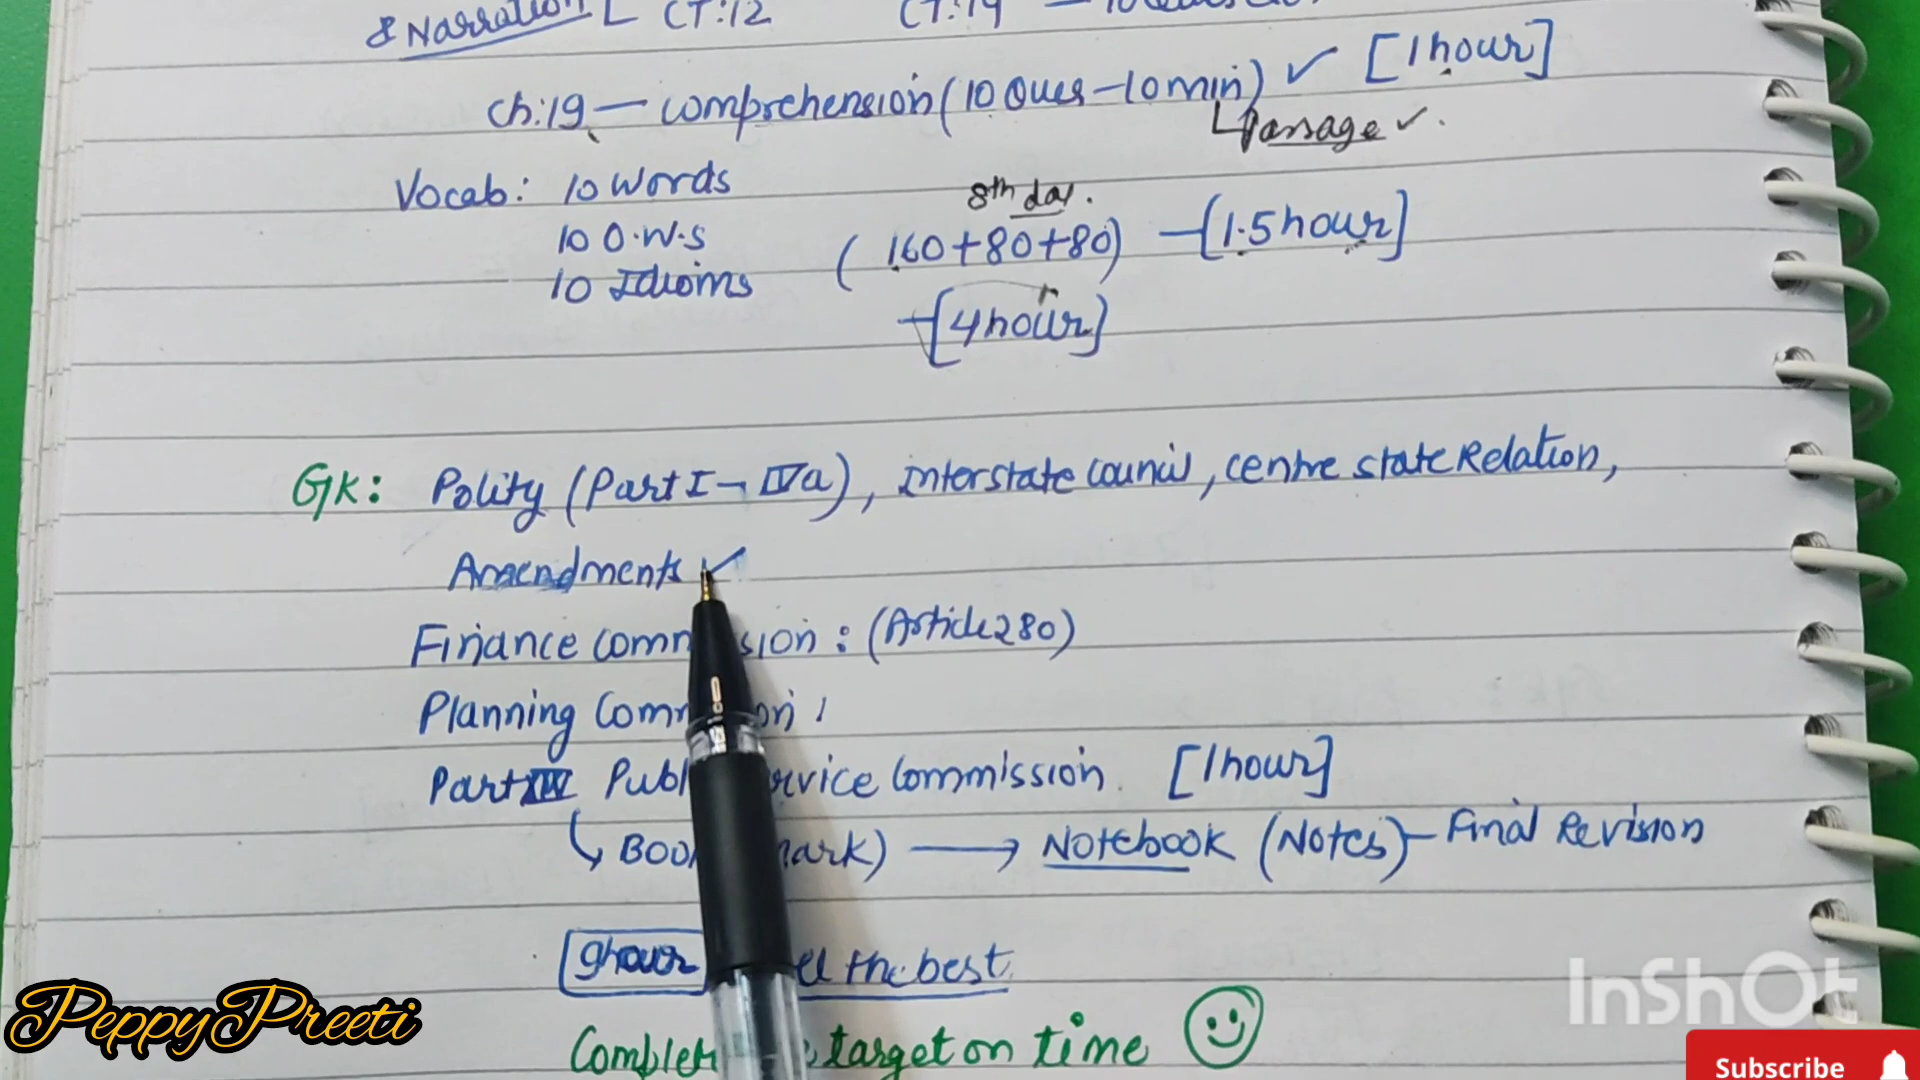 & Narration [ CT:12 CT:19 —
Ch:19 — Comprehension (10 Ques - 10 min) ✓ [1 hour]
Passage ✓.
Vocab: 10 Words
8th day.
10 O.W.S (160+80+80) - [1.5 hour]
10 Idioms
- [4 hour]
GK: Polity (Part I - IVa), interstate council, centre state Relation,
Amendments ✓
Finance Comm sion : (Article 280)
Planning Comm on :
Part Publ rvice Commission. [1 hour]
Boo mark) → Notebook (Notes) - Final Revision
9 hour ll the best
Complet target on time
PeppyPreeti
InShOt
Subscribe